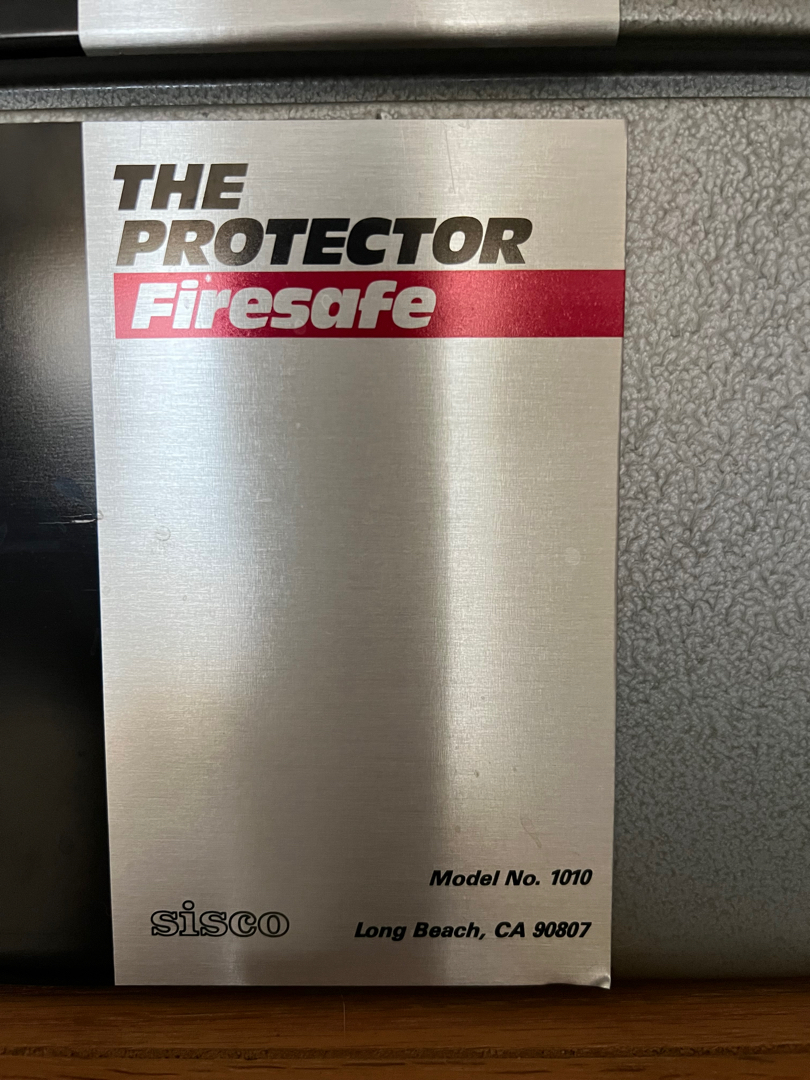 THE
PROTECTOR
Firesafe
Model No. 1010
sisco
Long Beach, CA 90807